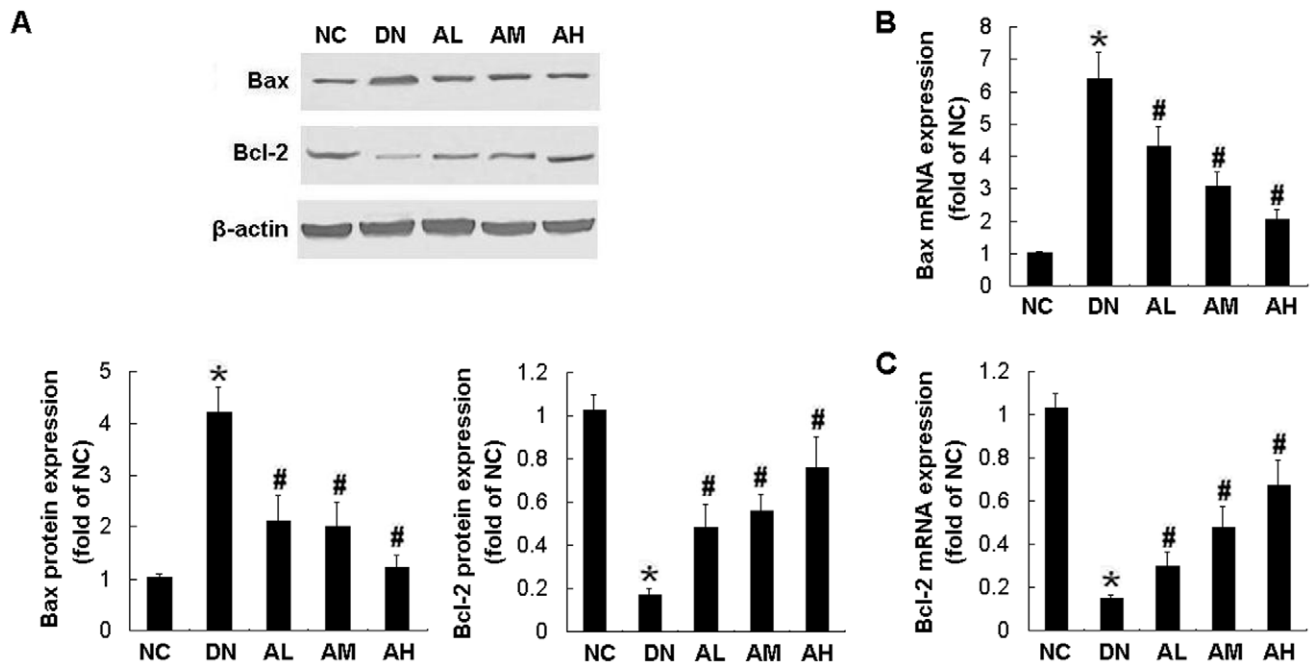 A
NC DN AL AM AH
Bax
Bcl-2
β-actin
B
Bax mRNA expression
(fold of NC)
8
7
6
5
4
3
2
1
0
*
#
#
#
NC DN AL AM AH
Bax protein expression
(fold of NC)
5
4
3
2
1
0
*
#
#
#
NC DN AL AM AH
Bcl-2 protein expression
(fold of NC)
1.2
1
0.8
0.6
0.4
0.2
0
*
#
#
#
NC DN AL AM AH
C
Bcl-2 mRNA expression
(fold of NC)
1.2
1
0.8
0.6
0.4
0.2
0
*
#
#
#
NC DN AL AM AH